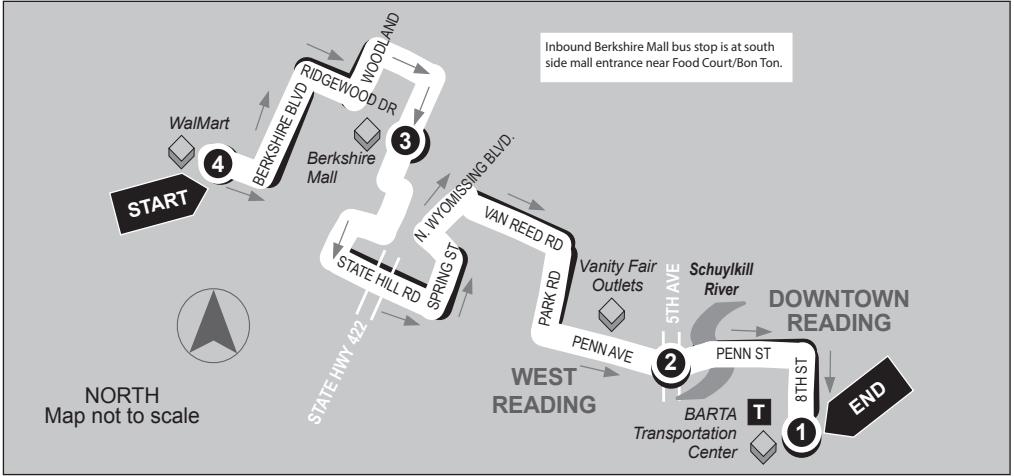 Inbound Berkshire Mall bus stop is at south
side mall entrance near Food Court/Bon Ton.
WOODLAND
RIDGEWOOD DR
BERKSHIRE BLVD
WalMart
4
START
3
Berkshire
Mall
N. WYOMISSING BLVD.
VAN REED RD
STATE HILL RD
SPRING ST
STATE HWY 422
PARK RD
Vanity Fair
Outlets
5TH AVE
Schuylkill
River
DOWNTOWN
READING
PENN AVE
2
PENN ST
8TH ST
WEST
READING
END
BARTA
Transportation
Center
T
1
NORTH
Map not to scale